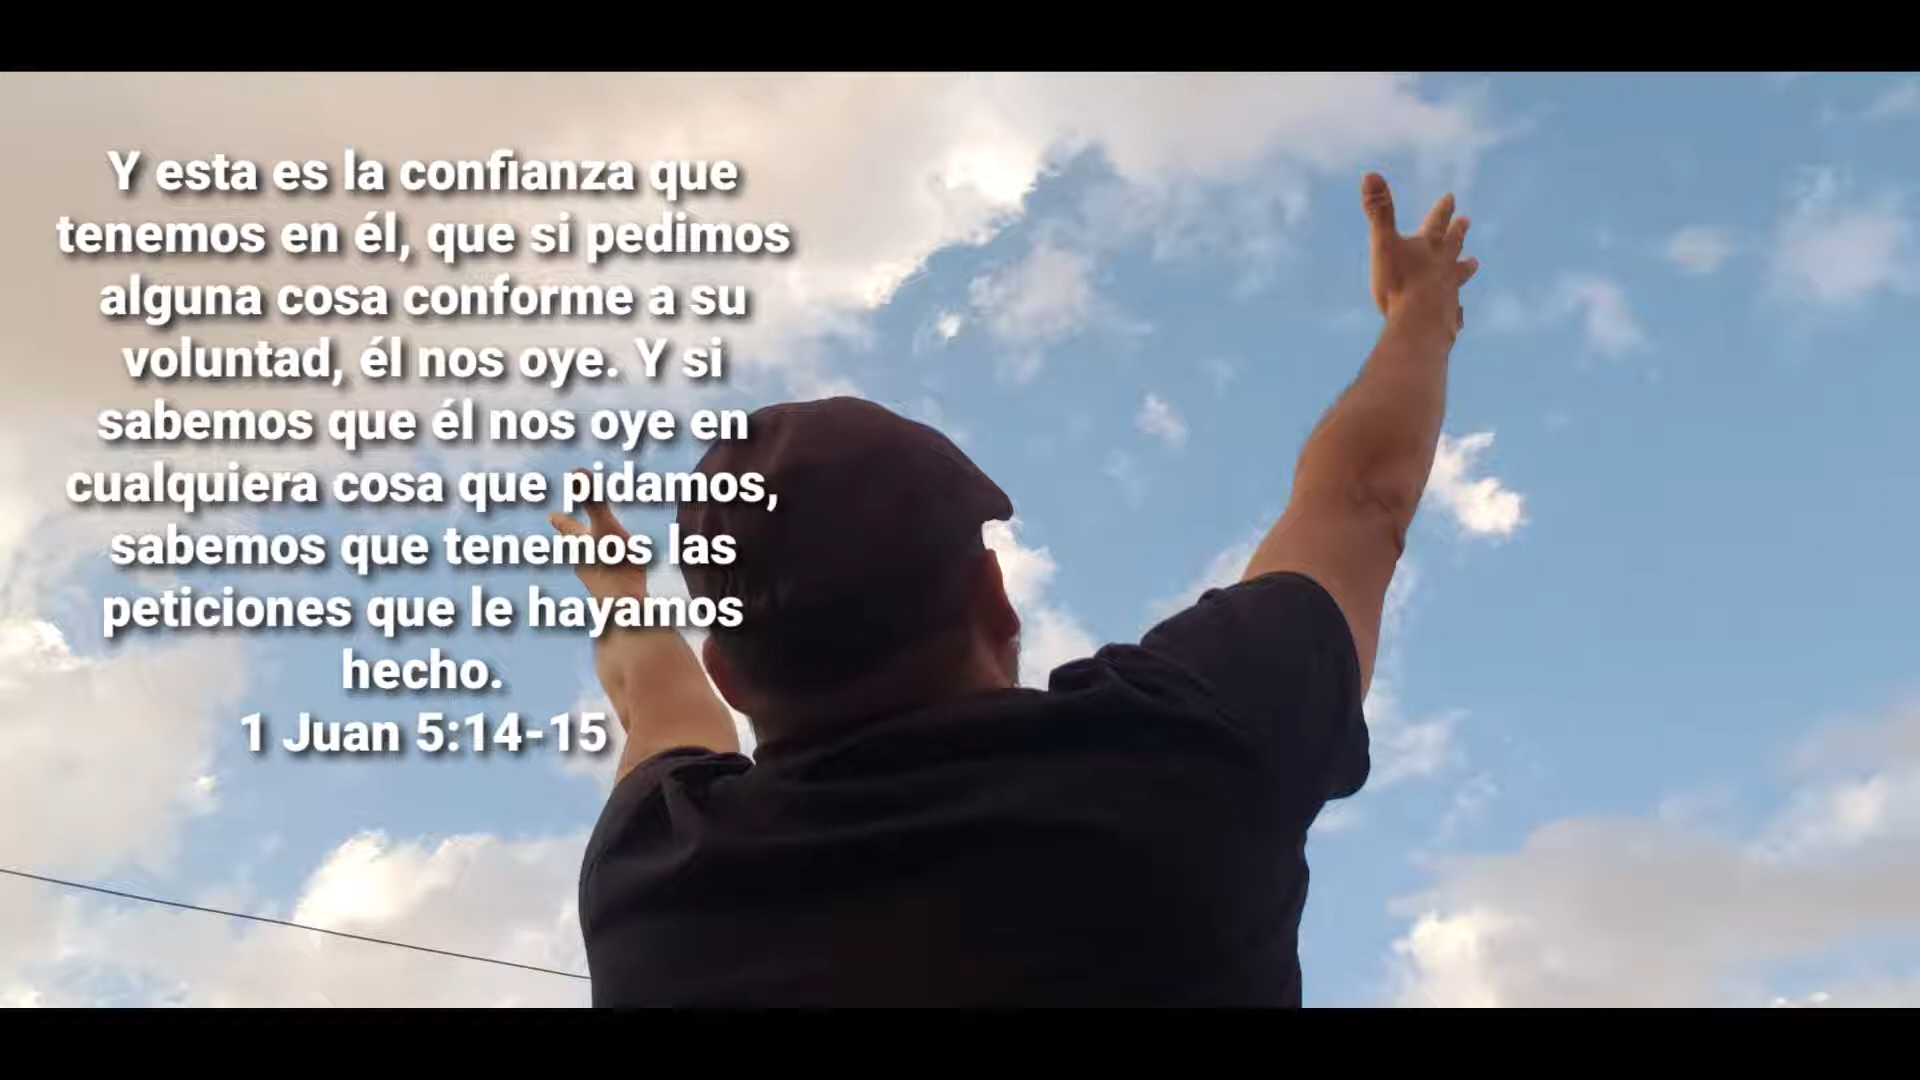 Y esta es la confianza que
tenemos en él, que si pedimos
alguna cosa conforme a su
voluntad, él nos oye. Y si
sabemos que él nos oye en
cualquiera cosa que pidamos,
sabemos que tenemos las
peticiones que le hayamos
hecho.
1 Juan 5:14-15